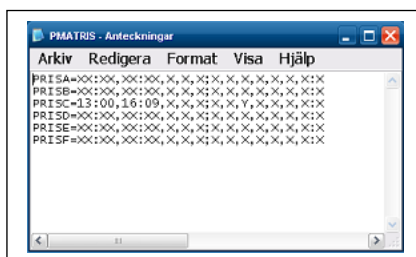 PMATRIS - Anteckningar
Arkiv Redigera Format Visa Hjälp
PRISA=XX:XX,XX:XX,X,X,X;X,X,X,X,X,X:X
PRISB=XX:XX,XX:XX,X,X,X;X,X,X,X,X,X:X
PRISC=13:00,16:09,X,X,X;X,X,Y,X,X,X:X
PRISD=XX:XX,XX:XX,X,X,X;X,X,X,X,X,X:X
PRISE=XX:XX,XX:XX,X,X,X;X,X,X,X,X,X:X
PRISF=XX:XX,XX:XX,X,X,X;X,X,X,X,X,X:X